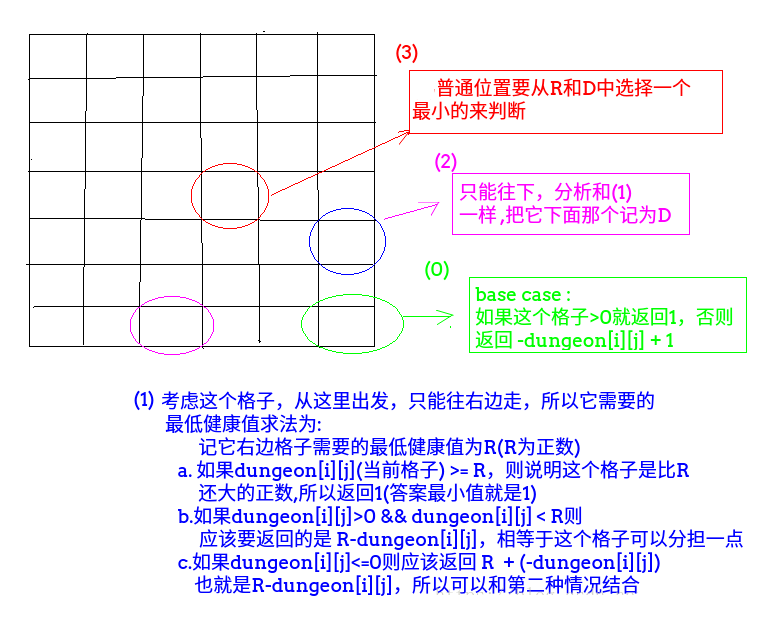 (3)
普通位置要从R和D中选择一个
最小的来判断
(2)
只能往下，分析和(1)
一样,把它下面那个记为D
(0)
base case :
如果这个格子>0就返回1，否则
返回 -dungeon[i][j] + 1
(1) 考虑这个格子，从这里出发，只能往右边走，所以它需要的
最低健康值求法为:
记它右边格子需要的最低健康值为R(R为正数)
a. 如果dungeon[i][j](当前格子) >= R，则说明这个格子是比R
还大的正数,所以返回1(答案最小值就是1)
b.如果dungeon[i][j]>0 && dungeon[i][j] < R则
应该要返回的是 R-dungeon[i][j]，相等于这个格子可以分担一点
c.如果dungeon[i][j]<=0则应该返回 R + (-dungeon[i][j])
也就是R-dungeon[i][j]，所以可以和第二种情况结合